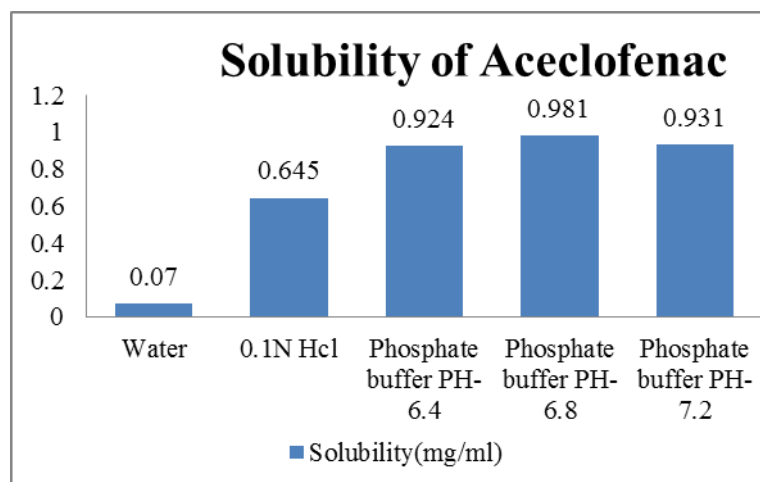 Solubility of Aceclofenac
1.2
1
0.8
0.6
0.4
0.2
0
0.07
0.645
0.924
0.981
0.931
Water
0.1N Hcl
Phosphate
buffer PH-
6.4
Phosphate
buffer PH-
6.8
Phosphate
buffer PH-
7.2
Solubility(mg/ml)